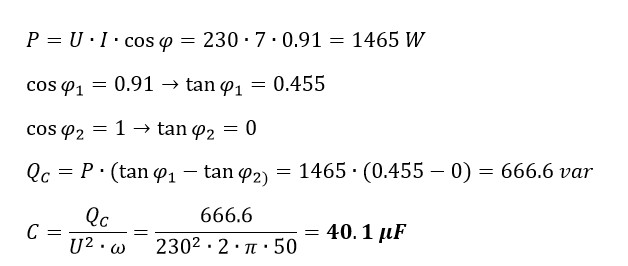 P = U · I · cos φ = 230 · 7 · 0.91 = 1465 W
cos φ₁ = 0.91 → tan φ₁ = 0.455
cos φ₂ = 1 → tan φ₂ = 0
Q_C = P · (tan φ₁ − tan φ₂₎ = 1465 · (0.455 − 0) = 666.6 var
C = Q_C / (U² · ω) = 666.6 / (230² · 2 · π · 50) = 40.1 μF